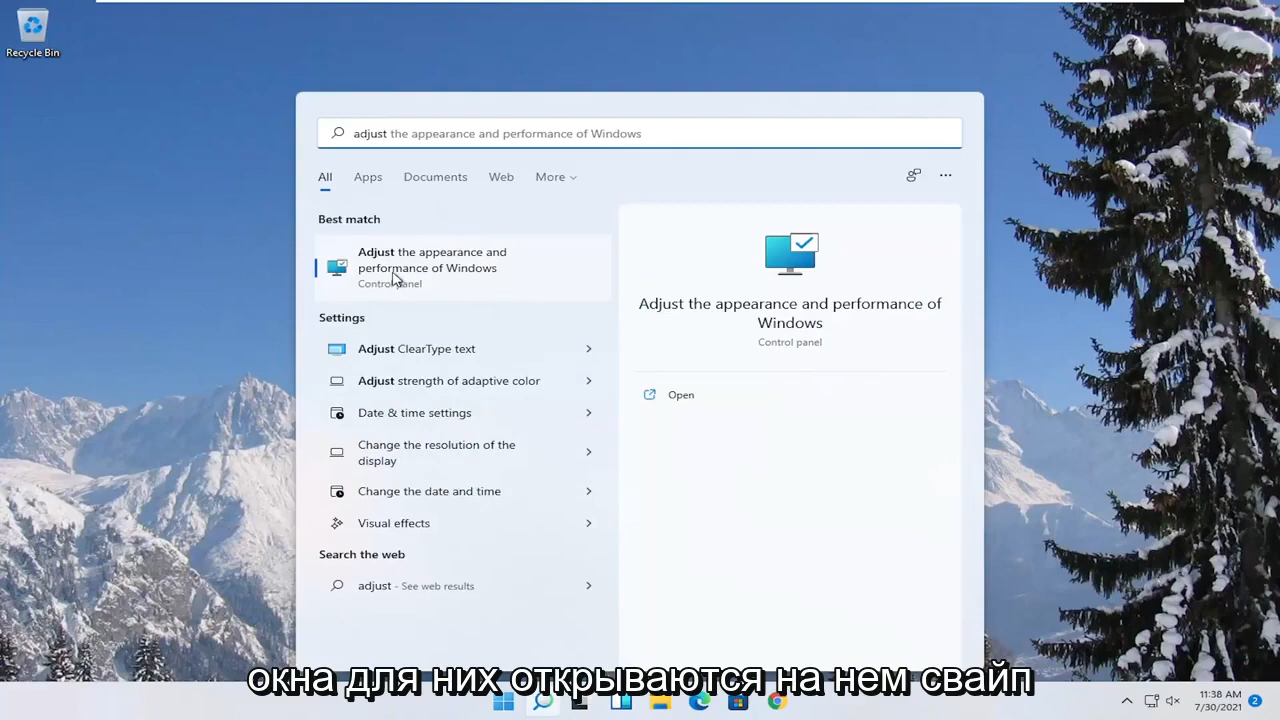 Recycle Bin
adjust the appearance and performance of Windows
All Apps Documents Web More
Best match
Adjust the appearance and
performance of Windows
Control panel
Settings
Adjust ClearType text
Adjust strength of adaptive color
Date & time settings
Change the resolution of the
display
Change the date and time
Visual effects
Search the web
adjust - See web results
Adjust the appearance and performance of
Windows
Control panel
Open
окна для них открываются на нем свайп
11:38 AM
7/30/2021
2